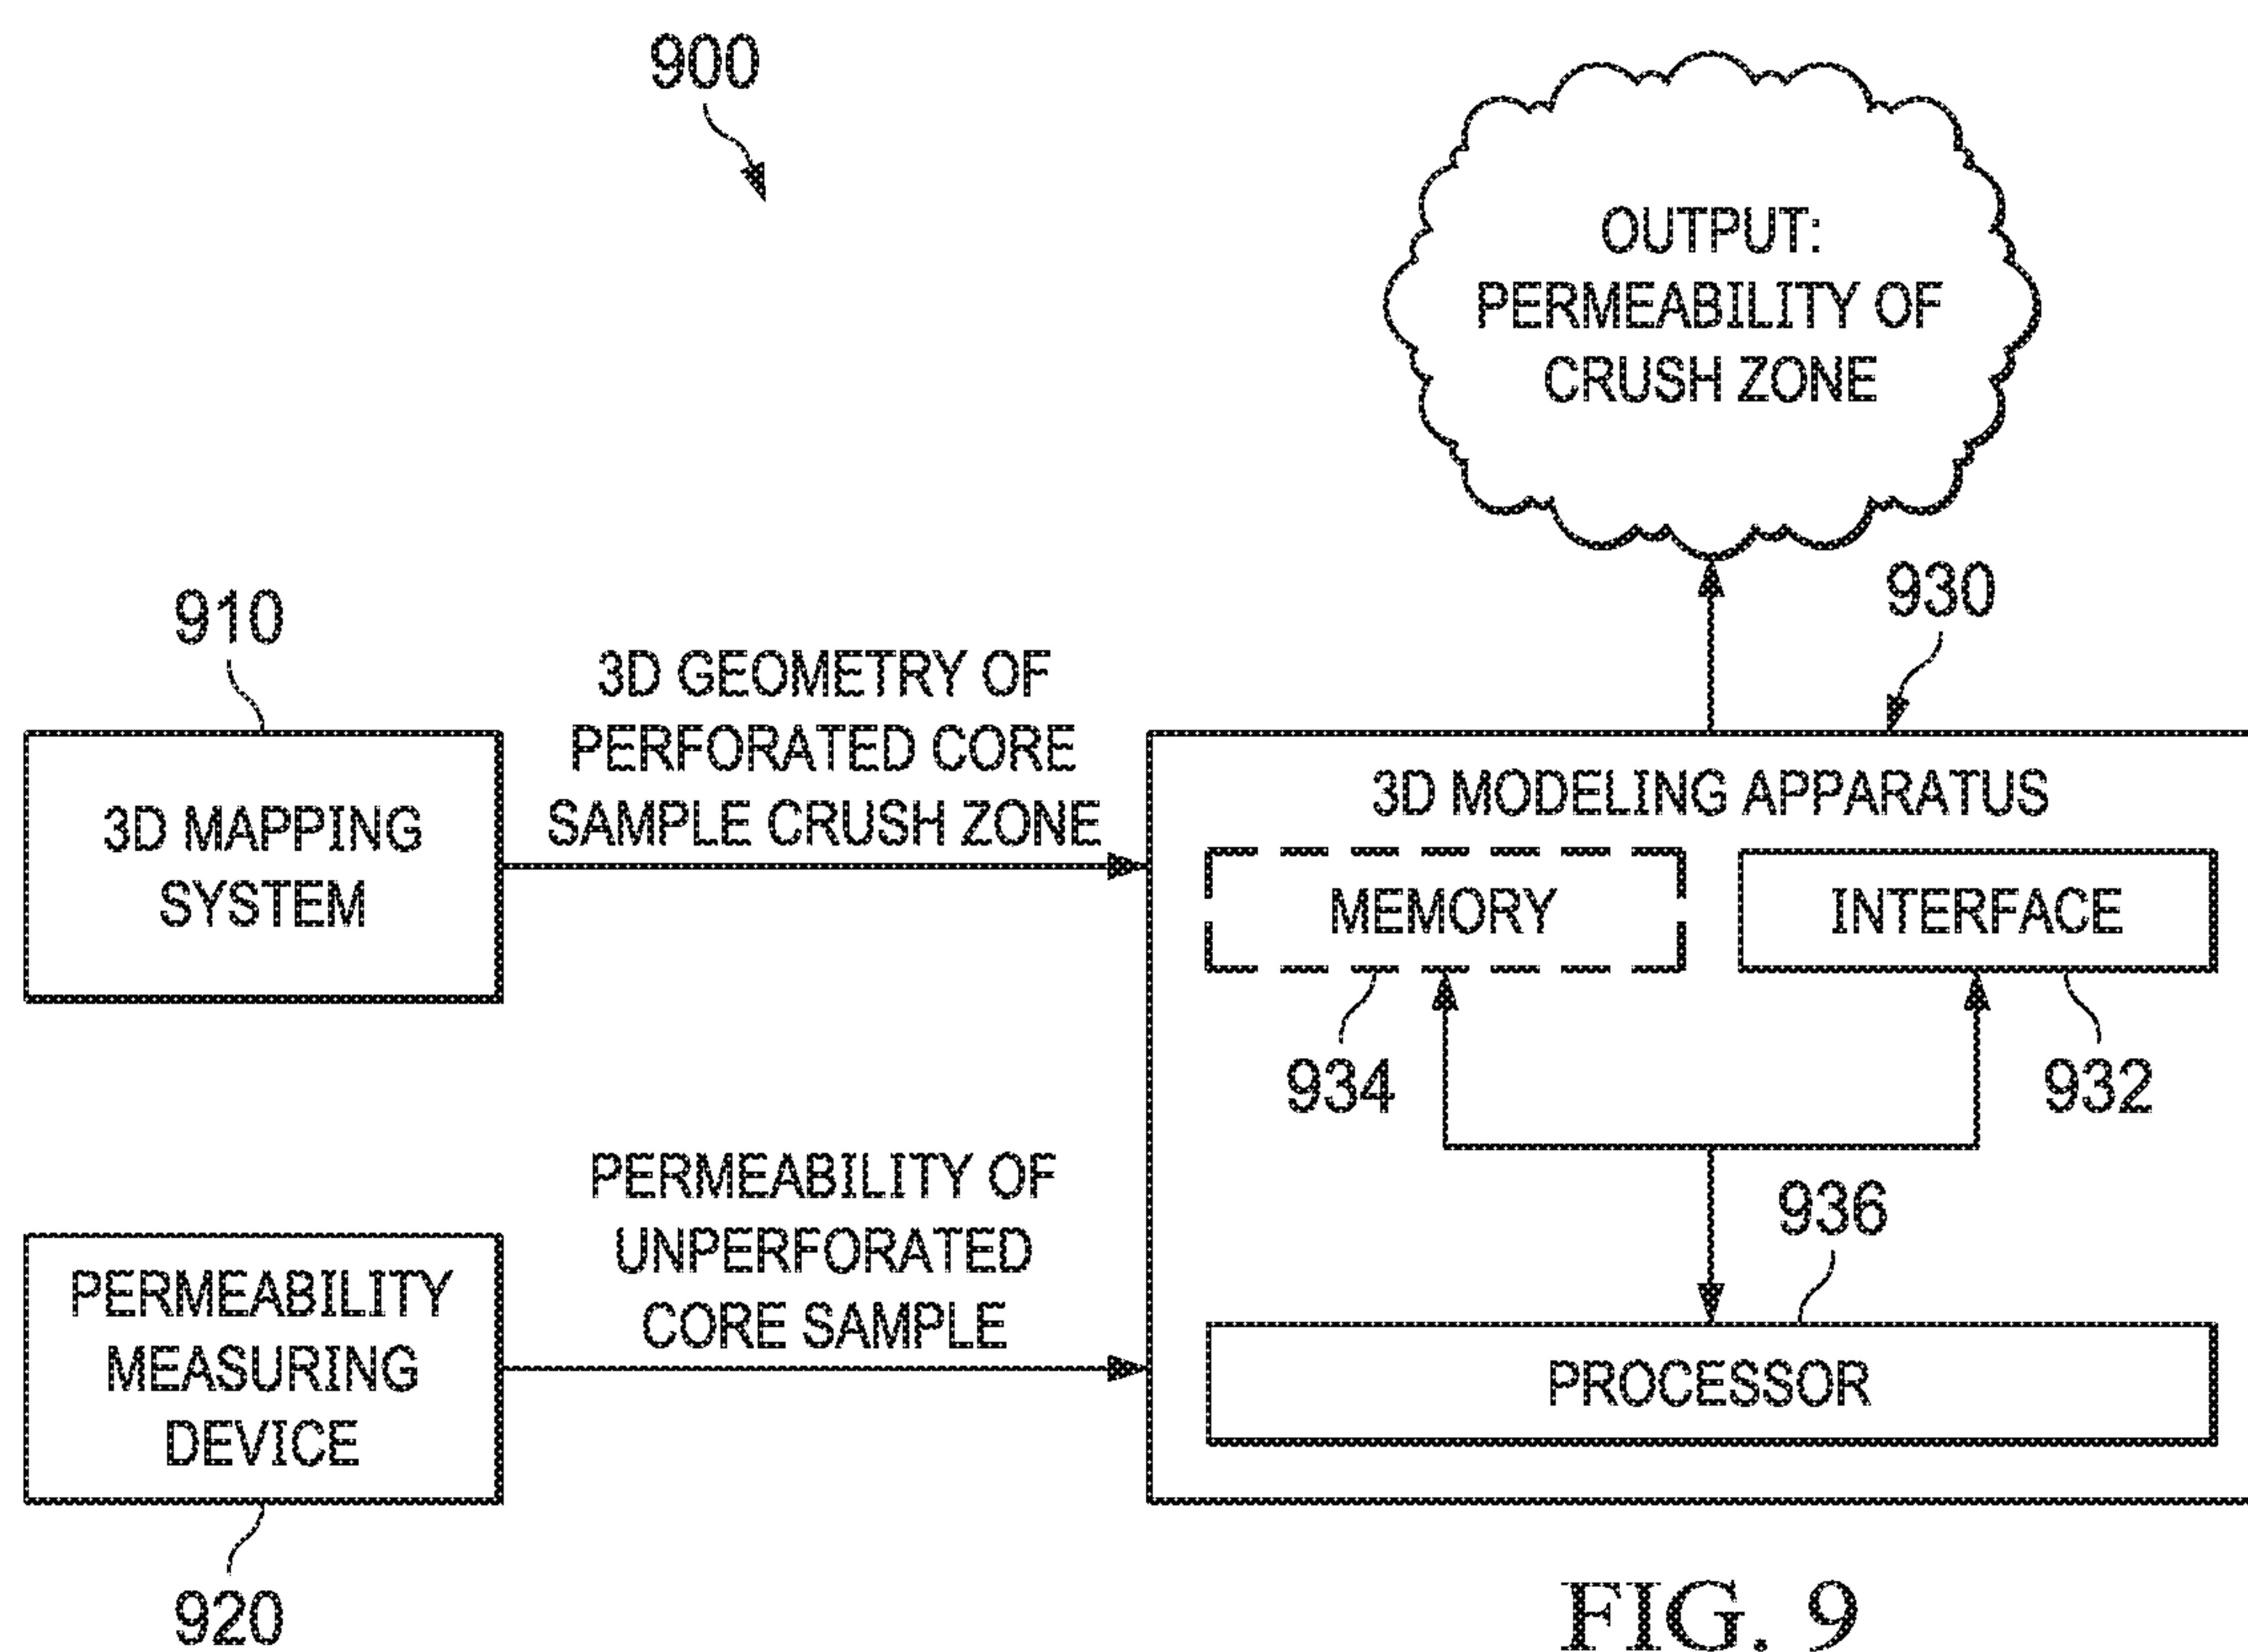 900
OUTPUT:
PERMEABILITY OF
CRUSH ZONE
930
910
3D MAPPING
SYSTEM
3D GEOMETRY OF
PERFORATED CORE
SAMPLE CRUSH ZONE
3D MODELING APPARATUS
MEMORY
INTERFACE
934
932
PERMEABILITY OF
UNPERFORATED
CORE SAMPLE
936
PERMEABILITY
MEASURING
DEVICE
PROCESSOR
920
FIG. 9